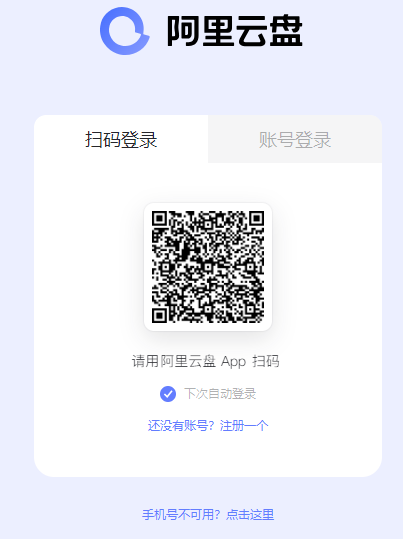 阿里云盘
扫码登录 账号登录
请用阿里云盘 App 扫码
下次自动登录
还没有账号？注册一个
手机号不可用？点击这里